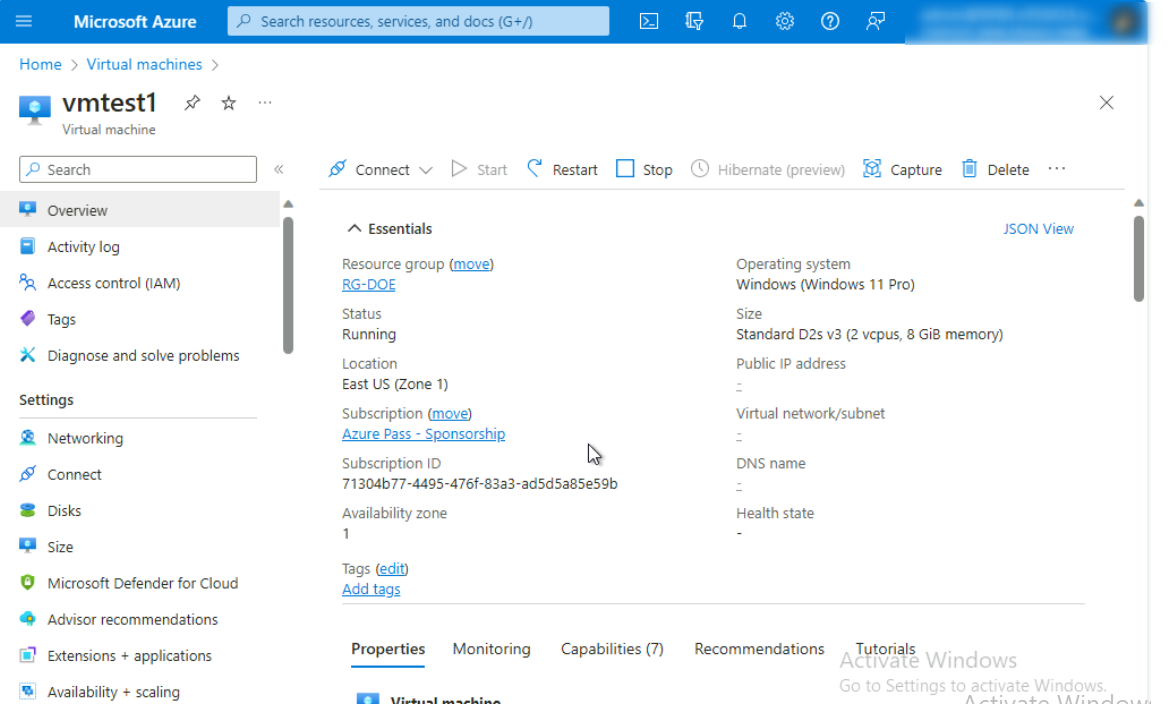 Microsoft Azure
Search resources, services, and docs (G+/)
Home > Virtual machines >
vmtest1
Virtual machine
Search
Overview
Activity log
Access control (IAM)
Tags
Diagnose and solve problems
Settings
Networking
Connect
Disks
Size
Microsoft Defender for Cloud
Advisor recommendations
Extensions + applications
Availability + scaling
Connect Start Restart Stop Hibernate (preview) Capture Delete
Essentials
JSON View
Resource group (move)
RG-DOE
Status
Running
Location
East US (Zone 1)
Subscription (move)
Azure Pass - Sponsorship
Subscription ID
71304b77-4495-476f-83a3-ad5d5a85e59b
Availability zone
1
Operating system
Windows (Windows 11 Pro)
Size
Standard D2s v3 (2 vcpus, 8 GiB memory)
Public IP address
-
Virtual network/subnet
-
DNS name
-
Health state
-
Tags (edit)
Add tags
Properties Monitoring Capabilities (7) Recommendations Tutorials
Virtual machine
Activate Windows
Go to Settings to activate Windows.
Activate Windows